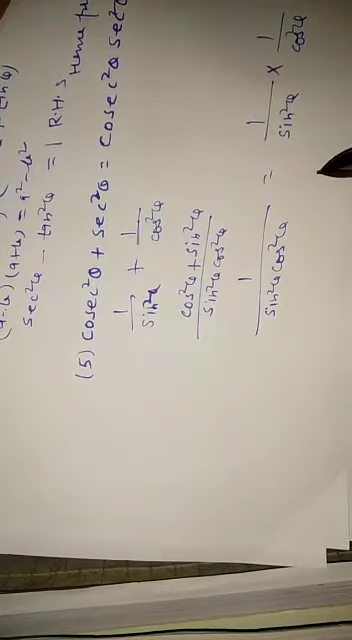 (a-b) (a+b) = a²-b²
sec²θ - tan²θ = 1 R.H.S Hence
(5) cosec²θ + sec²θ = cosec²θ sec²θ
1/sin²θ + 1/cos²θ
cos²θ + sin²θ/sin²θ cos²θ
1/sin²θ cos²θ = 1/sin²θ × 1/cos²θ